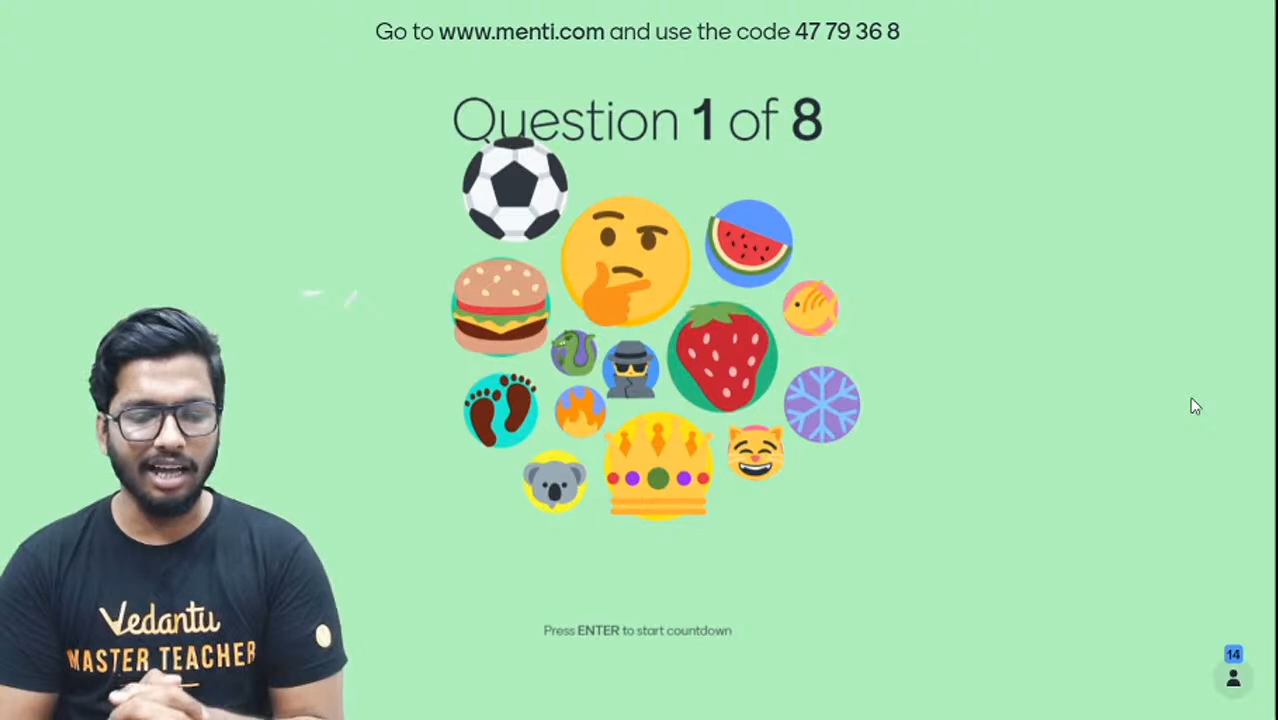 Go to www.menti.com and use the code 47 79 36 8
Question 1 of 8
Vedantu
MASTER TEACHER
Press ENTER to start countdown
14